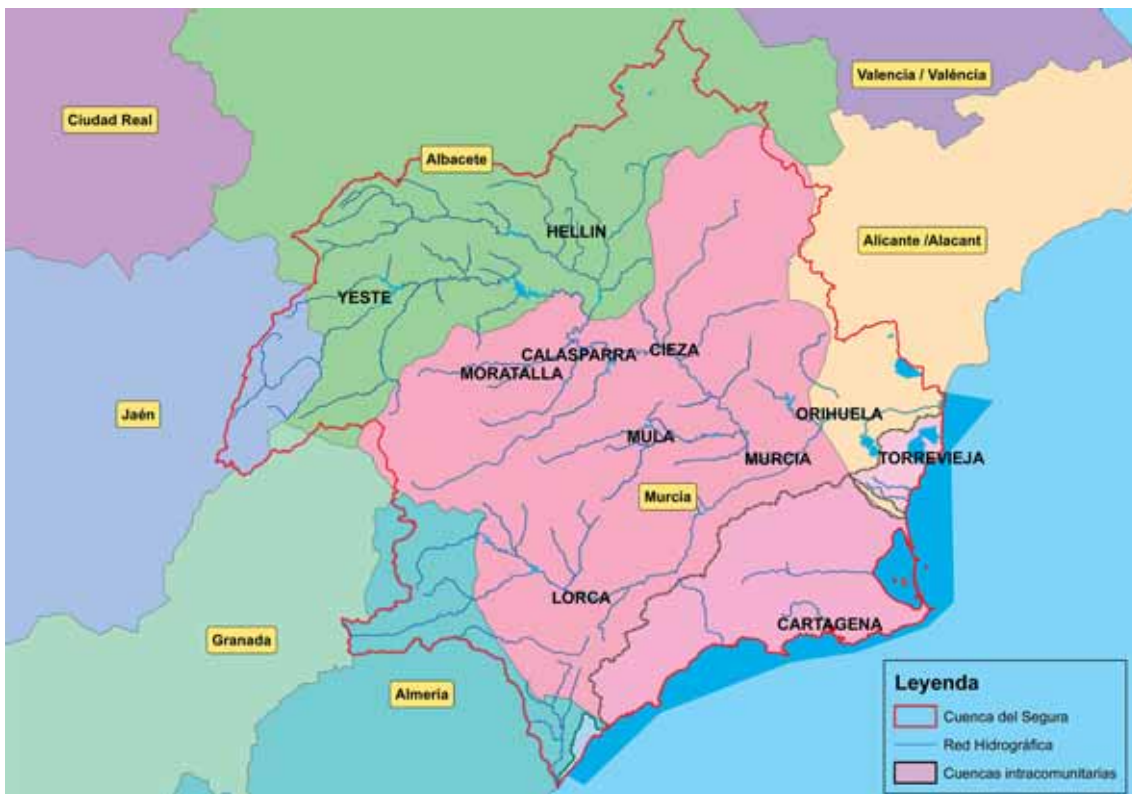 Valencia / València
Ciudad Real
Albacete
HELLIN
Alicante /Alacant
YESTE
CALASPARRA
CIEZA
MORATALLA
Jaén
ORIHUELA
MULA
MURCIA
TORREVIEJA
Murcia
LORCA
CARTAGENA
Granada
Almería
Leyenda
Cuenca del Segura
Red Hidrográfica
Cuencas intracomunitarias